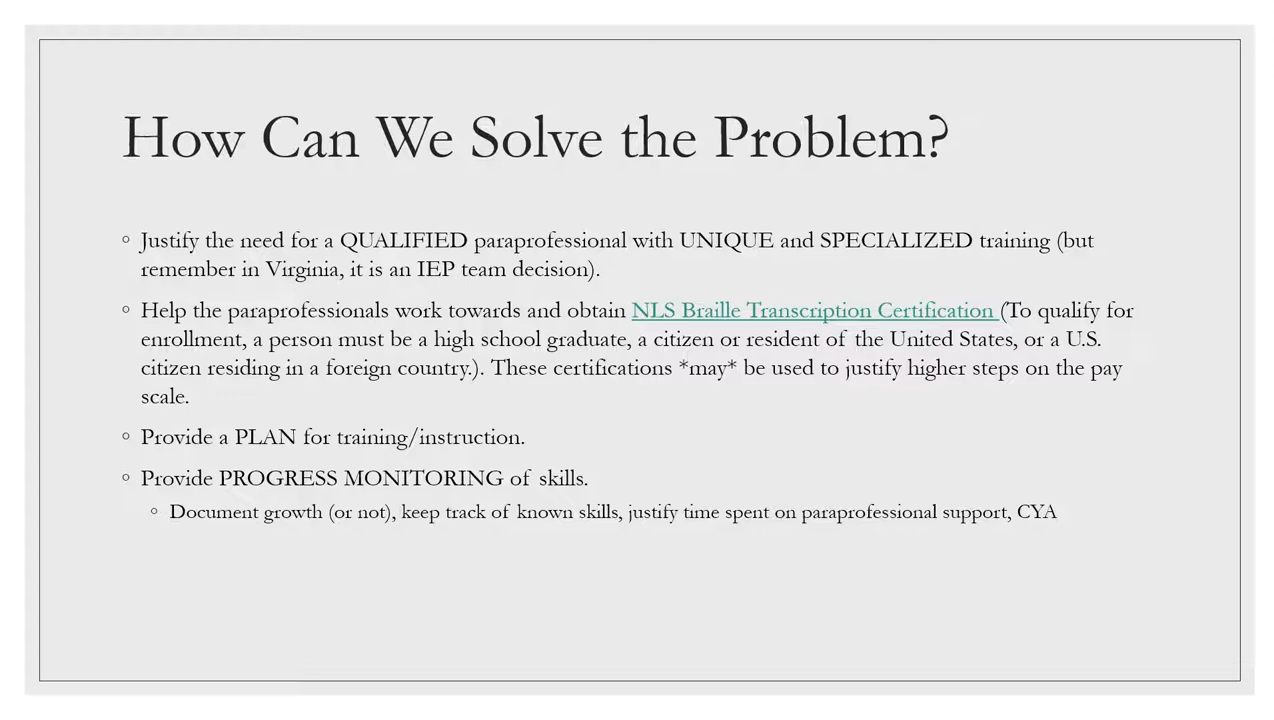 How Can We Solve the Problem?
◦ Justify the need for a QUALIFIED paraprofessional with UNIQUE and SPECIALIZED training (but
remember in Virginia, it is an IEP team decision).
◦ Help the paraprofessionals work towards and obtain NLS Braille Transcription Certification (To qualify for
enrollment, a person must be a high school graduate, a citizen or resident of the United States, or a U.S.
citizen residing in a foreign country.). These certifications *may* be used to justify higher steps on the pay
scale.
◦ Provide a PLAN for training/instruction.
◦ Provide PROGRESS MONITORING of skills.
◦ Document growth (or not), keep track of known skills, justify time spent on paraprofessional support, CYA